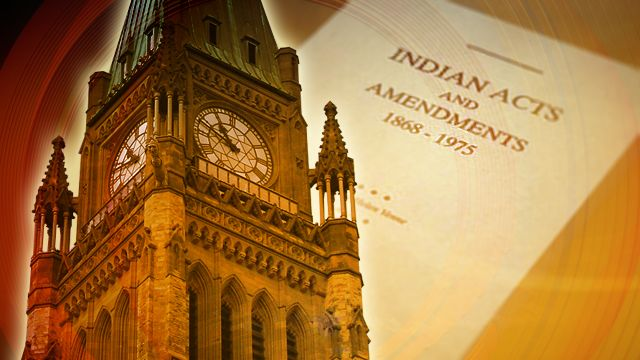 INDIAN ACTS
AND
AMENDMENTS
1868 - 1975